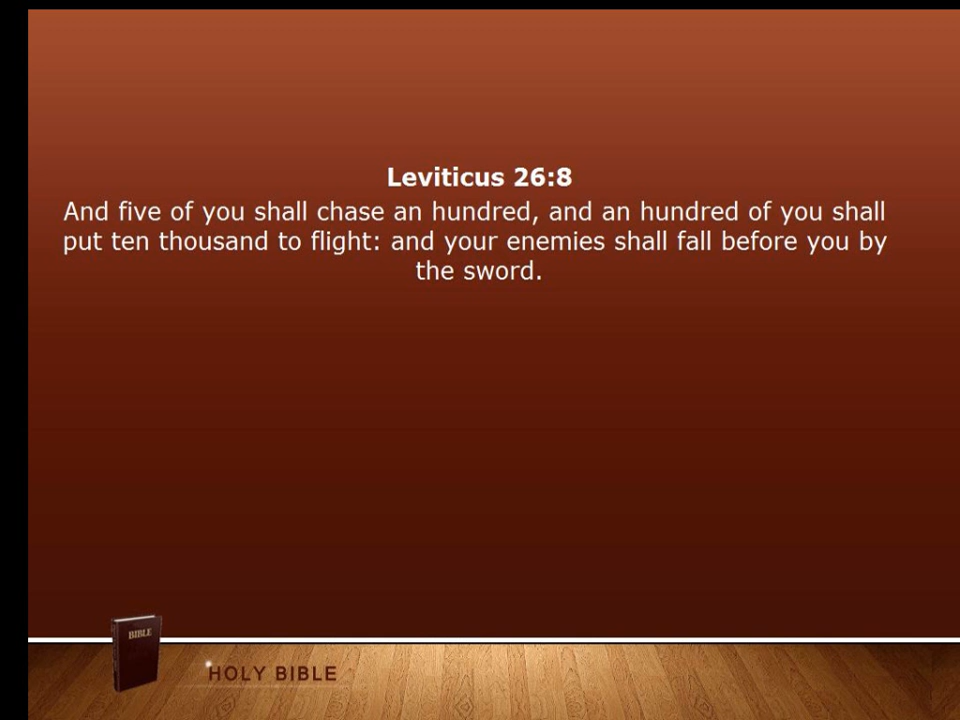 Leviticus 26:8
And five of you shall chase an hundred, and an hundred of you shall
put ten thousand to flight: and your enemies shall fall before you by
the sword.
BIBLE
HOLY BIBLE